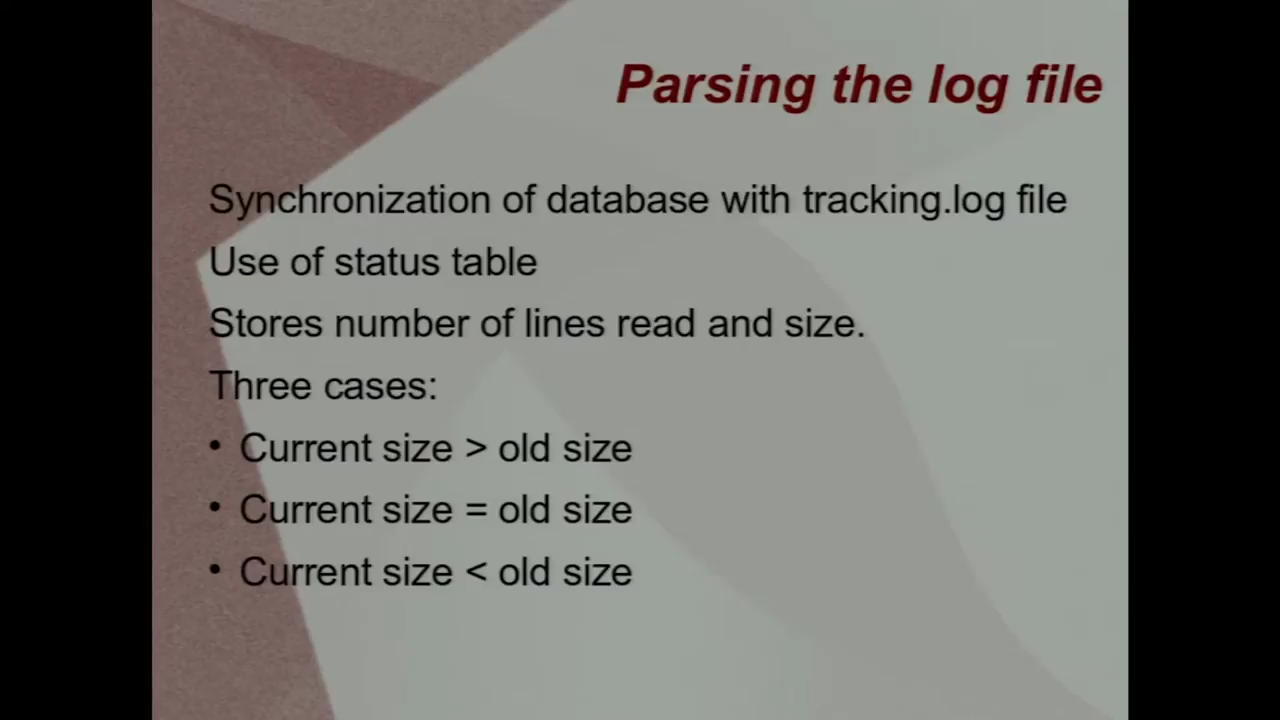 Parsing the log file
Synchronization of database with tracking.log file
Use of status table
Stores number of lines read and size.
Three cases:
• Current size > old size
• Current size = old size
• Current size < old size